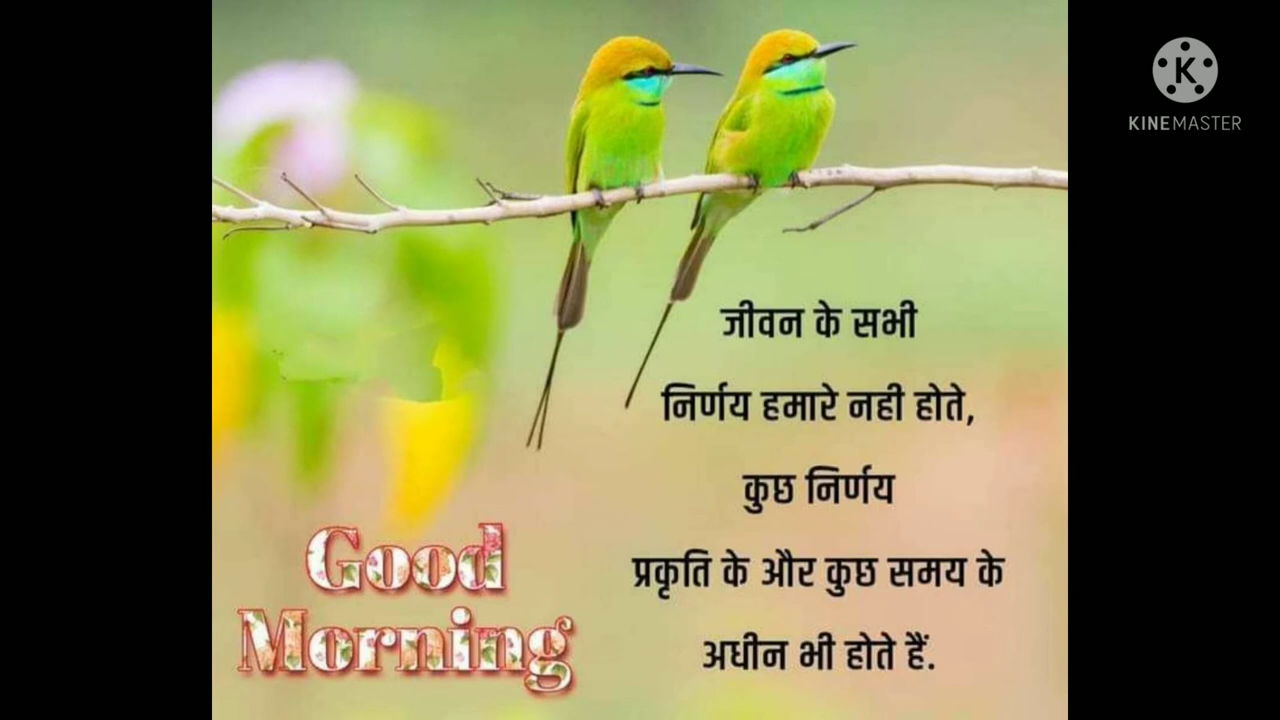 KINEMASTER
जीवन के सभी
निर्णय हमारे नही होते,
कुछ निर्णय
प्रकृति के और कुछ समय के
अधीन भी होते हैं.
Good
Morning